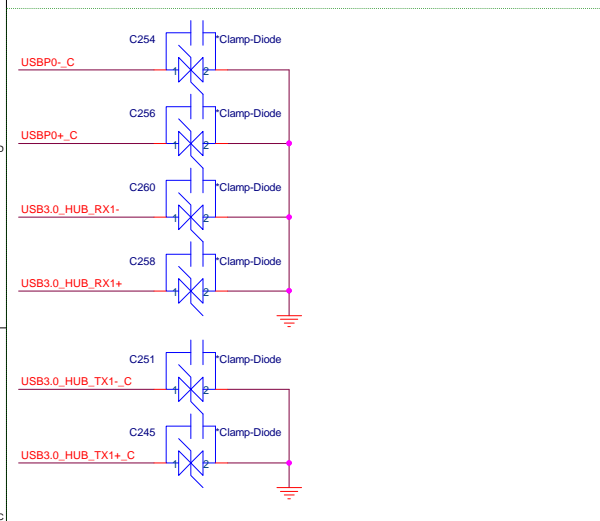 C254 *Clamp-Diode
USBP0-_C 1 2
C256 *Clamp-Diode
USBP0+_C 1 2
C260 *Clamp-Diode
USB3.0_HUB_RX1- 1 2
C258 *Clamp-Diode
USB3.0_HUB_RX1+ 1 2
C251 *Clamp-Diode
USB3.0_HUB_TX1-_C 1 2
C245 *Clamp-Diode
USB3.0_HUB_TX1+_C 1 2